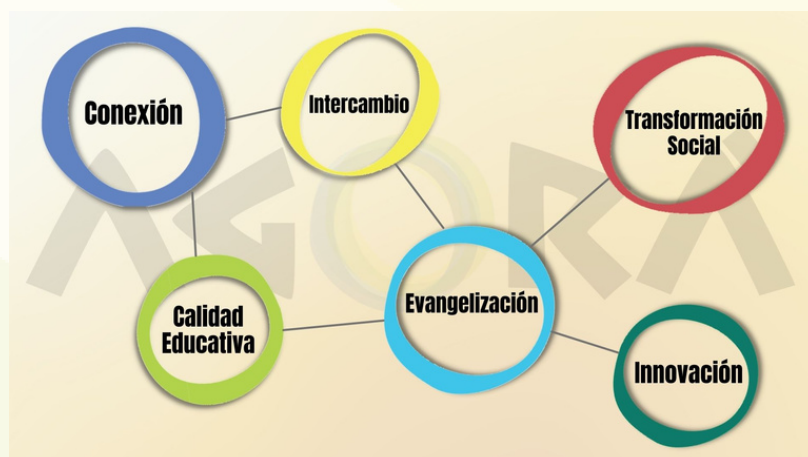 Conexión
Intercambio
Transformación
Social
AGORA
Evangelización
Calidad
Educativa
Innovación